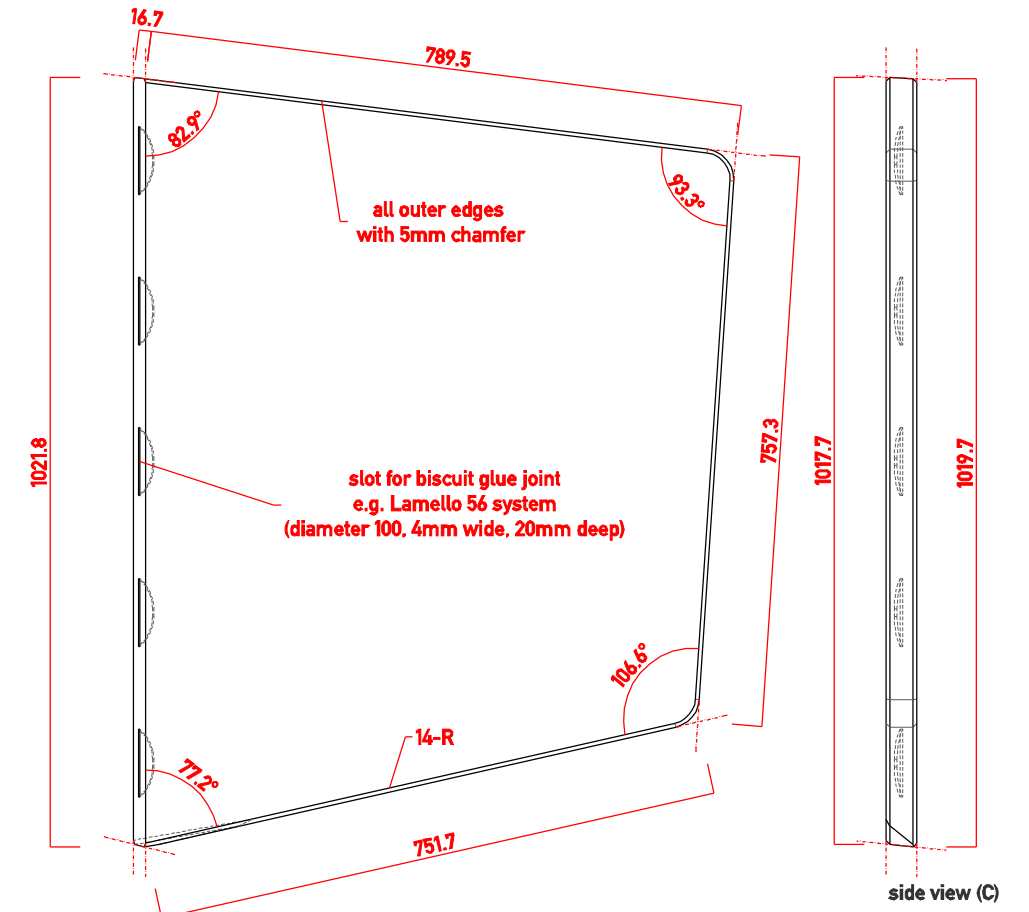 16.7
789.5
82.9°
93.3°
all outer edges
with 5mm chamfer
1021.8
757.3
1017.7
1019.7
slot for biscuit glue joint
e.g. Lamello 56 system
(diameter 100, 4mm wide, 20mm deep)
106.6°
14-R
77.2°
751.7
side view (C)